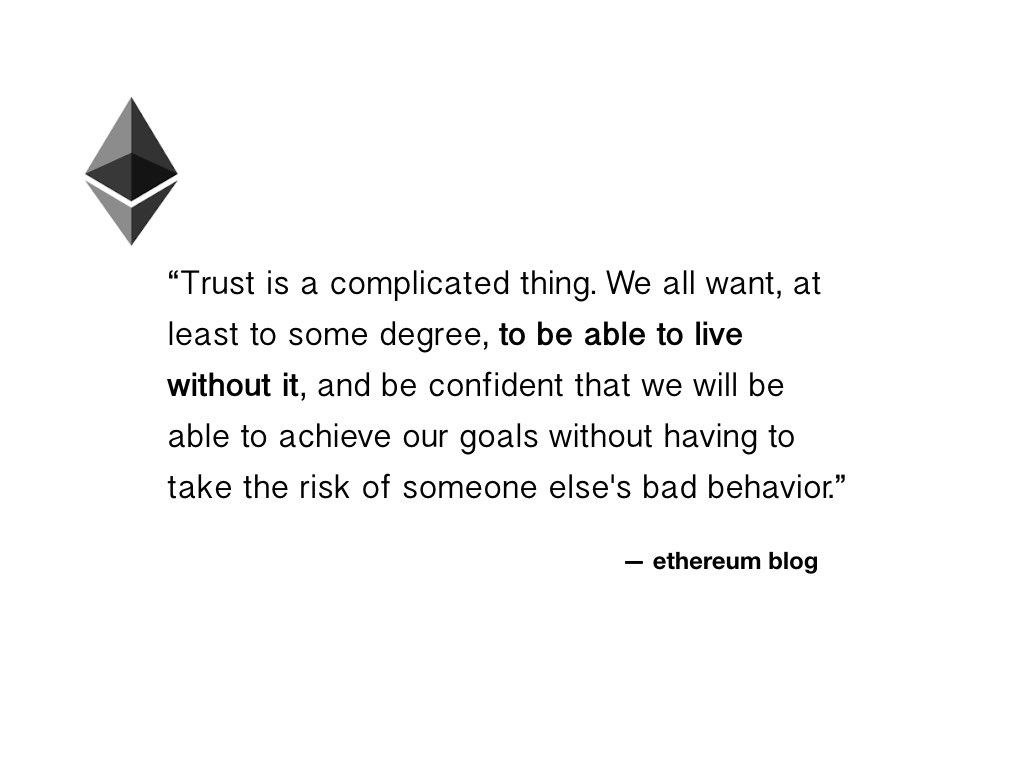 “Trust is a complicated thing. We all want, at
least to some degree, to be able to live
without it, and be confident that we will be
able to achieve our goals without having to
take the risk of someone else's bad behavior.”
— ethereum blog